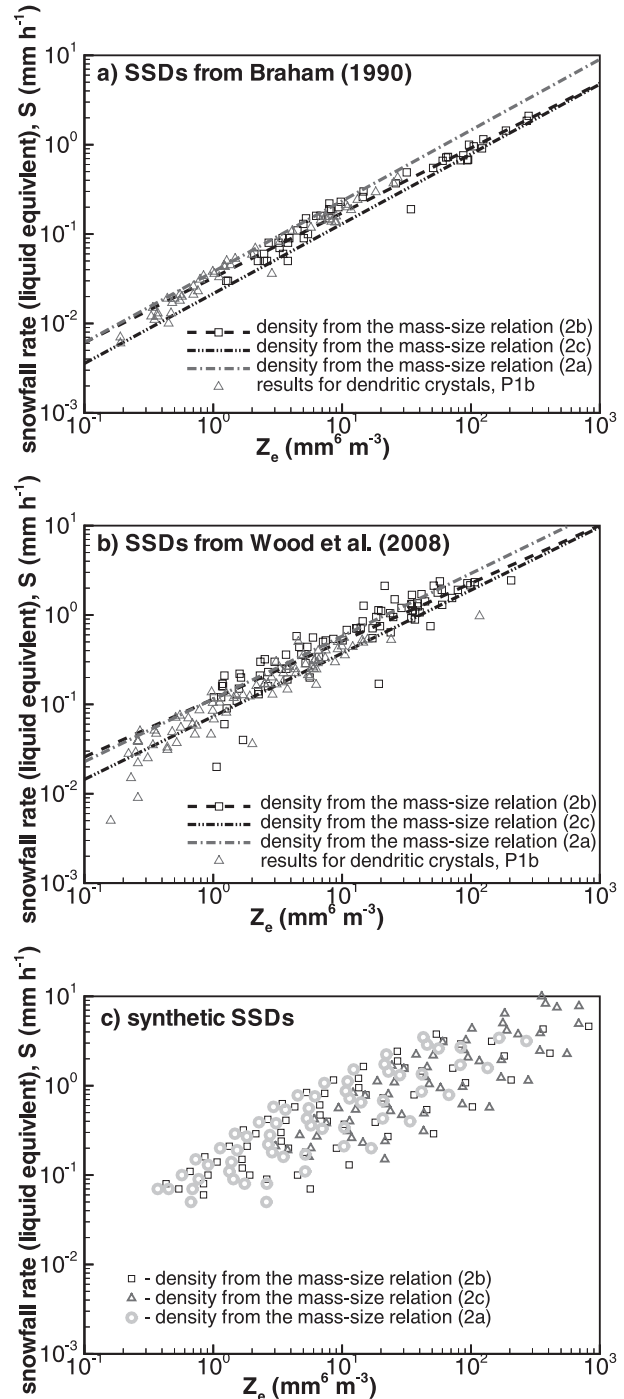 a) SSDs from Braham (1990)
snowfall rate (liquid equivlent), S (mm h⁻¹)
10¹
10⁰
10⁻¹
10⁻²
10⁻³
density from the mass-size relation (2b)
density from the mass-size relation (2c)
density from the mass-size relation (2a)
results for dendritic crystals, P1b
10⁻¹ 10⁰ 10¹ 10² 10³
Zₑ (mm⁶ m⁻³)
b) SSDs from Wood et al. (2008)
snowfall rate (liquid equivlent), S (mm h⁻¹)
10¹
10⁰
10⁻¹
10⁻²
10⁻³
density from the mass-size relation (2b)
density from the mass-size relation (2c)
density from the mass-size relation (2a)
results for dendritic crystals, P1b
10⁻¹ 10⁰ 10¹ 10² 10³
Zₑ (mm⁶ m⁻³)
c) synthetic SSDs
snowfall rate (liquid equivlent), S (mm h⁻¹)
10¹
10⁰
10⁻¹
10⁻²
10⁻³
- density from the mass-size relation (2b)
- density from the mass-size relation (2c)
- density from the mass-size relation (2a)
10⁻¹ 10⁰ 10¹ 10² 10³
Zₑ (mm⁶ m⁻³)